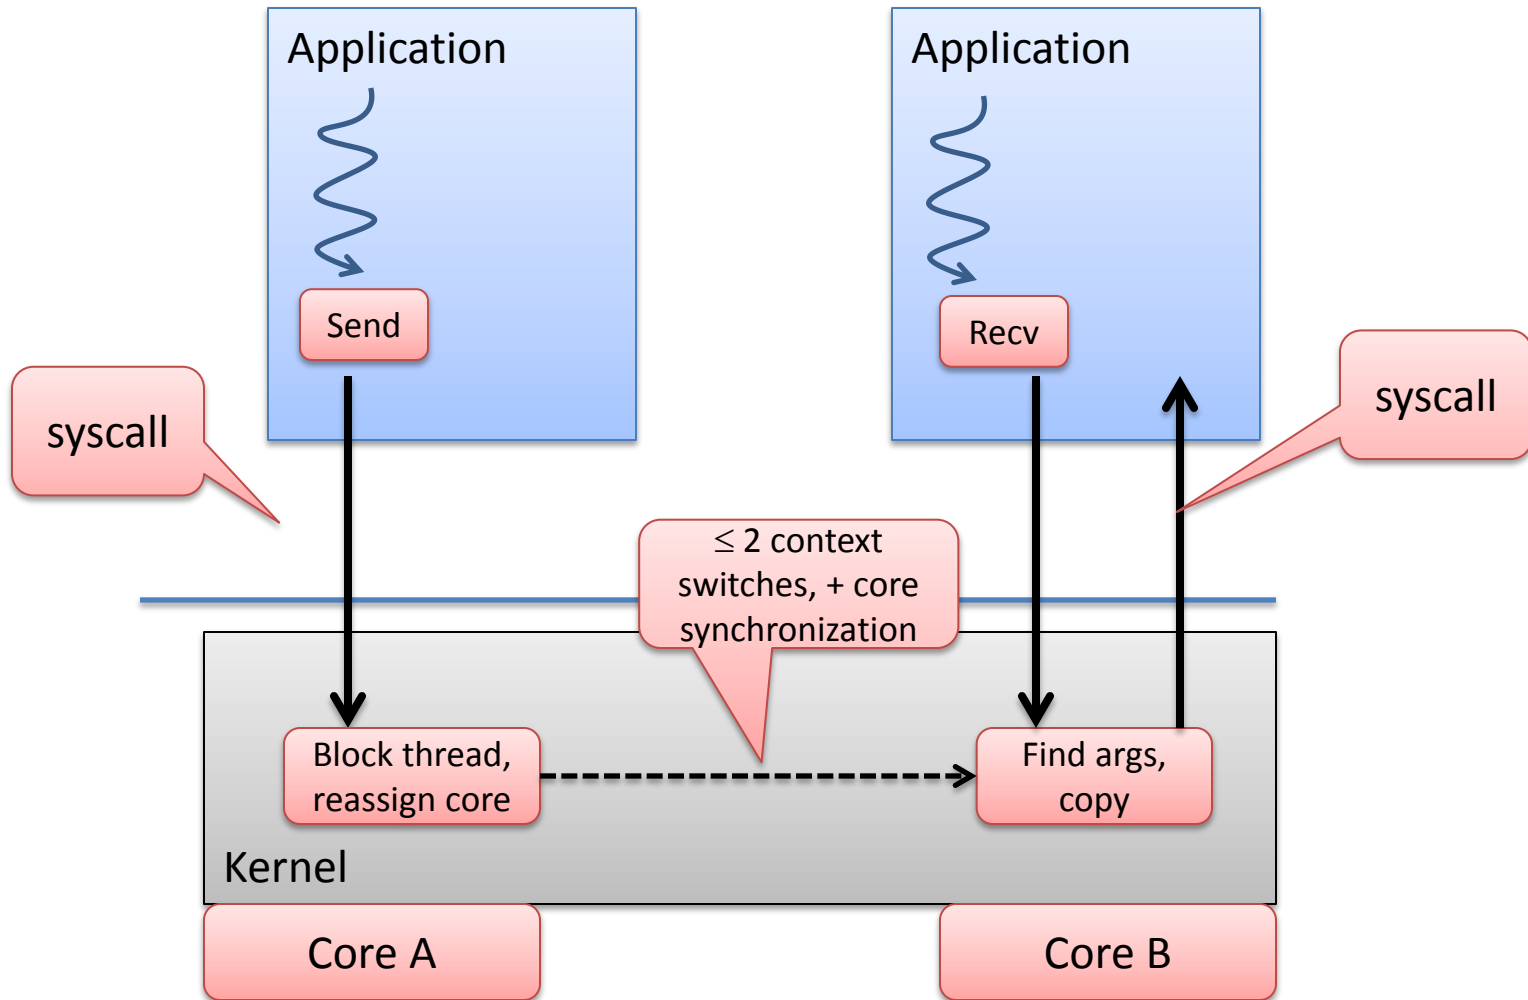 Application
Application
Send
Recv
syscall
syscall
≤ 2 context
switches, + core
synchronization
Block thread,
reassign core
Find args,
copy
Kernel
Core A
Core B